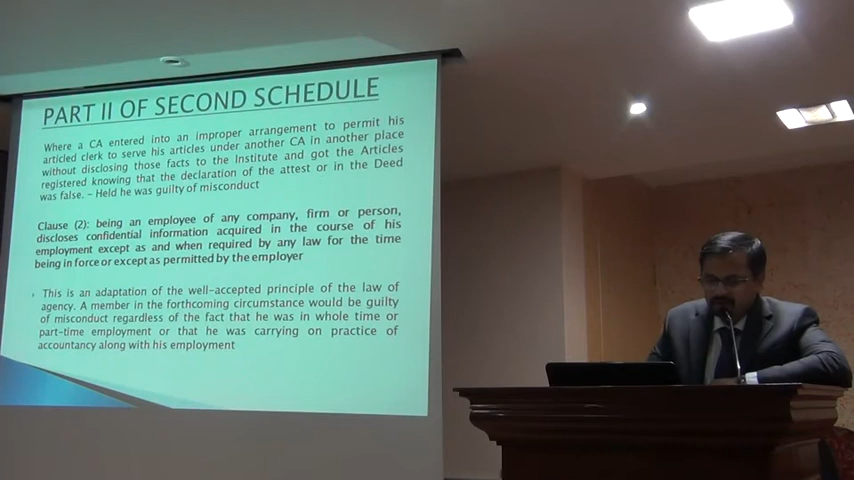 PART II OF SECOND SCHEDULE
Where a CA entered into an improper arrangement to permit his
articled clerk to serve his articles under another CA in another place
without disclosing those facts to the Institute and got the Articles
registered knowing that the declaration of the attest or in the Deed
was false. – Held he was guilty of misconduct
Clause (2): being an employee of any company, firm or person,
discloses confidential information acquired in the course of his
employment except as and when required by any law for the time
being in force or except as permitted by the employer
This is an adaptation of the well-accepted principle of the law of
agency. A member in the forthcoming circumstance would be guilty
of misconduct regardless of the fact that he was in whole time or
part-time employment or that he was carrying on practice of
accountancy along with his employment